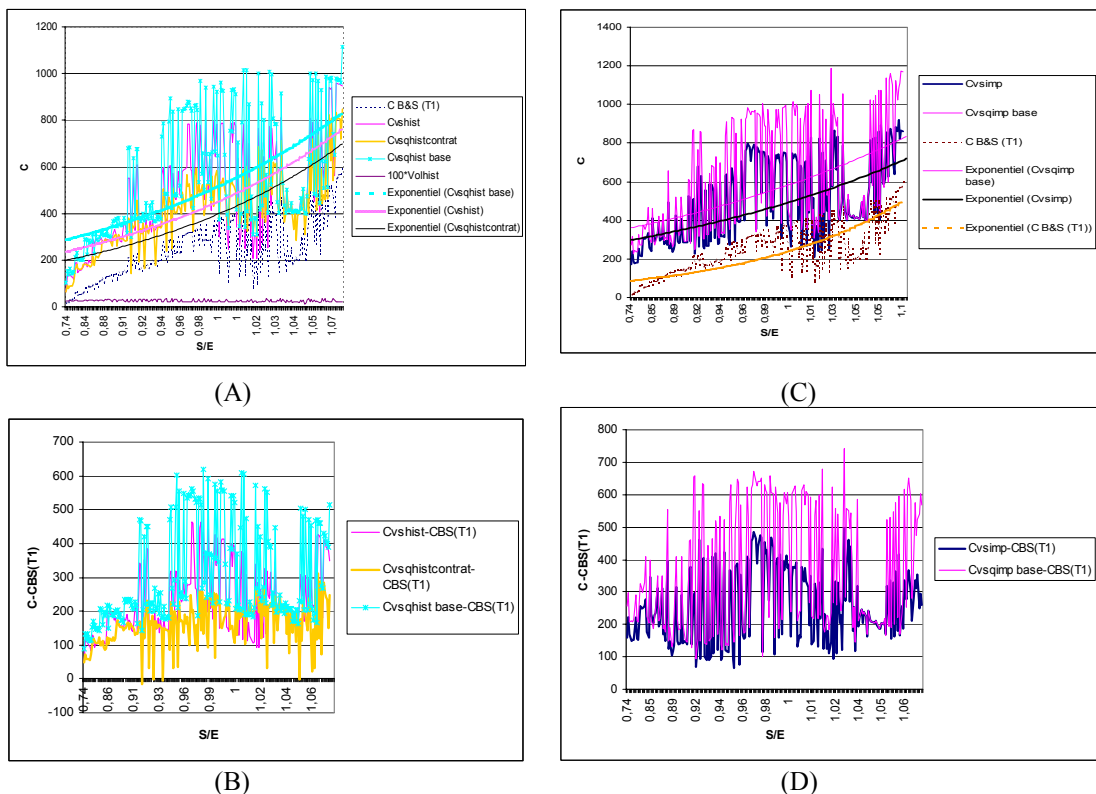 1200
1000
800
600
400
200
0
C
0,74
0,84
0,88
0,91
0,92
0,94
0,96
0,98
1
1
1,02
1,03
1,04
1,05
1,07
S/E
C B&S (T1)
Cvshist
Cvsqhistcontrat
Cvsqhist base
100*Volhist
Exponentiel (Cvsqhist base)
Exponentiel (Cvshist)
Exponentiel (Cvsqhistcontrat)
(A)
1400
1200
1000
800
600
400
200
0
C
0,74
0,85
0,89
0,92
0,94
0,96
0,99
1
1,01
1,03
1,05
1,1
S/E
Cvsimp
Cvsqimp base
C B&S (T1)
Exponentiel (Cvsqimp
base)
Exponentiel (Cvsimp)
Exponentiel (C B&S (T1))
(C)
700
600
500
400
300
200
100
0
-100
C-CBS(T1)
0,74
0,86
0,91
0,93
0,96
0,99
1
1,02
1,04
1,06
S/E
Cvshist-CBS(T1)
Cvsqhistcontrat-
CBS(T1)
Cvsqhist base-CBS(T1)
(B)
800
700
600
500
400
300
200
100
0
C-CBS(T1)
0,74
0,85
0,89
0,92
0,94
0,96
0,98
1
1,01
1,02
1,04
1,05
1,06
S/E
Cvsimp-CBS(T1)
Cvsqimp base-CBS(T1)
(D)